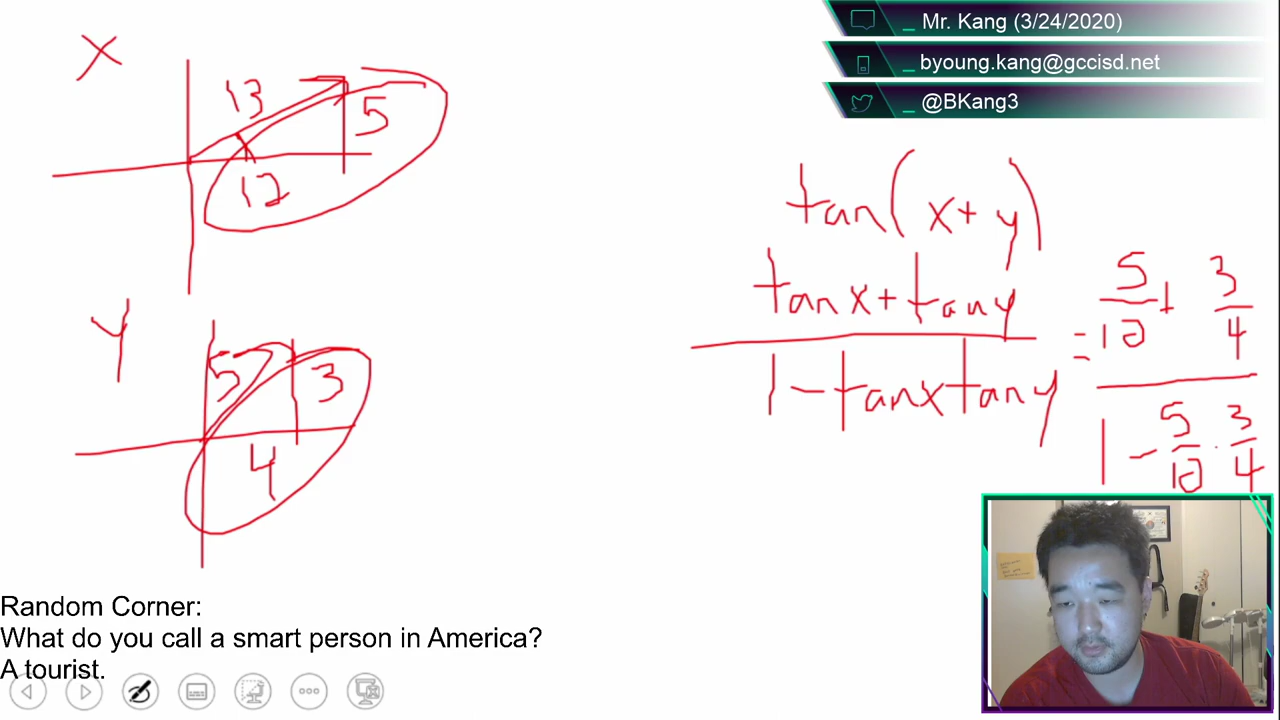 _ Mr. Kang (3/24/2020)
_ byoung.kang@gccisd.net
_ @BKang3
X
13
5
12
y
5
3
4
tan(x+y)
tanx+tany
1-tanxtany
=
5/12 + 3/4
1 - 5/12 · 3/4
Random Corner:
What do you call a smart person in America?
A tourist.